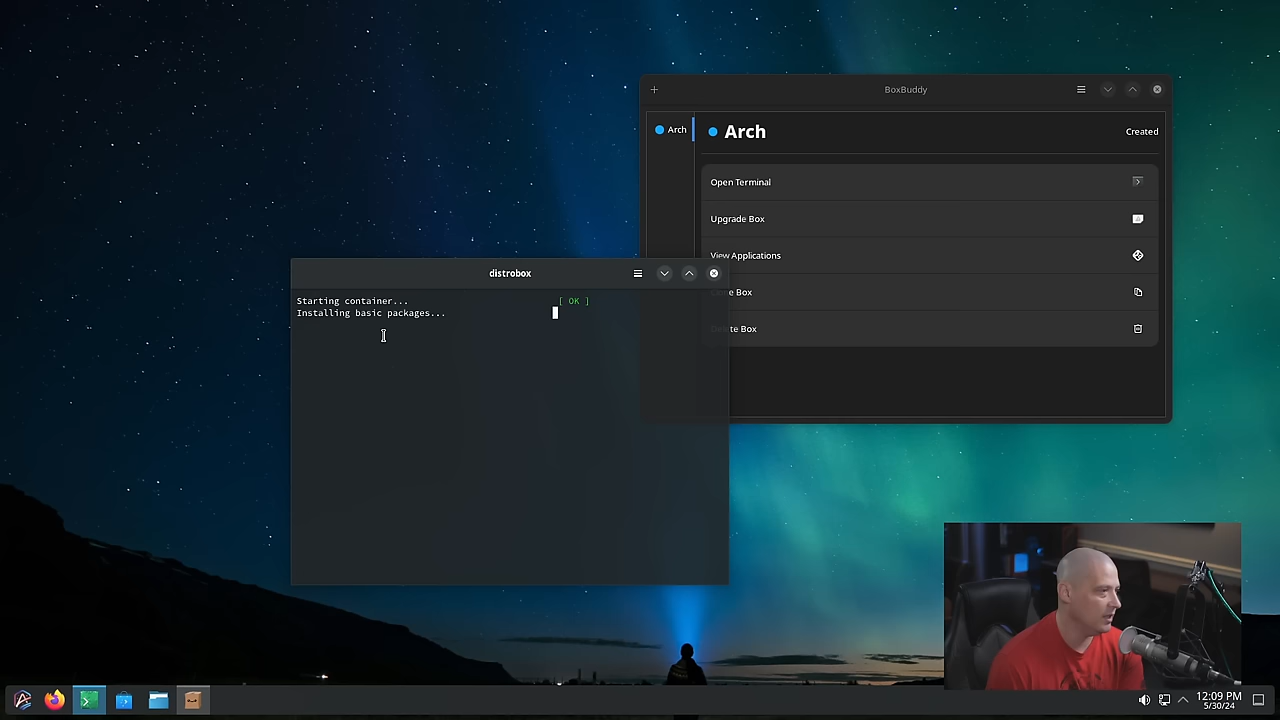 BoxBuddy
Arch
Arch
Created
Open Terminal
Upgrade Box
View Applications
Box
Box
distrobox
Starting container... [ OK ]
Installing basic packages...
12:09 PM
5/30/24